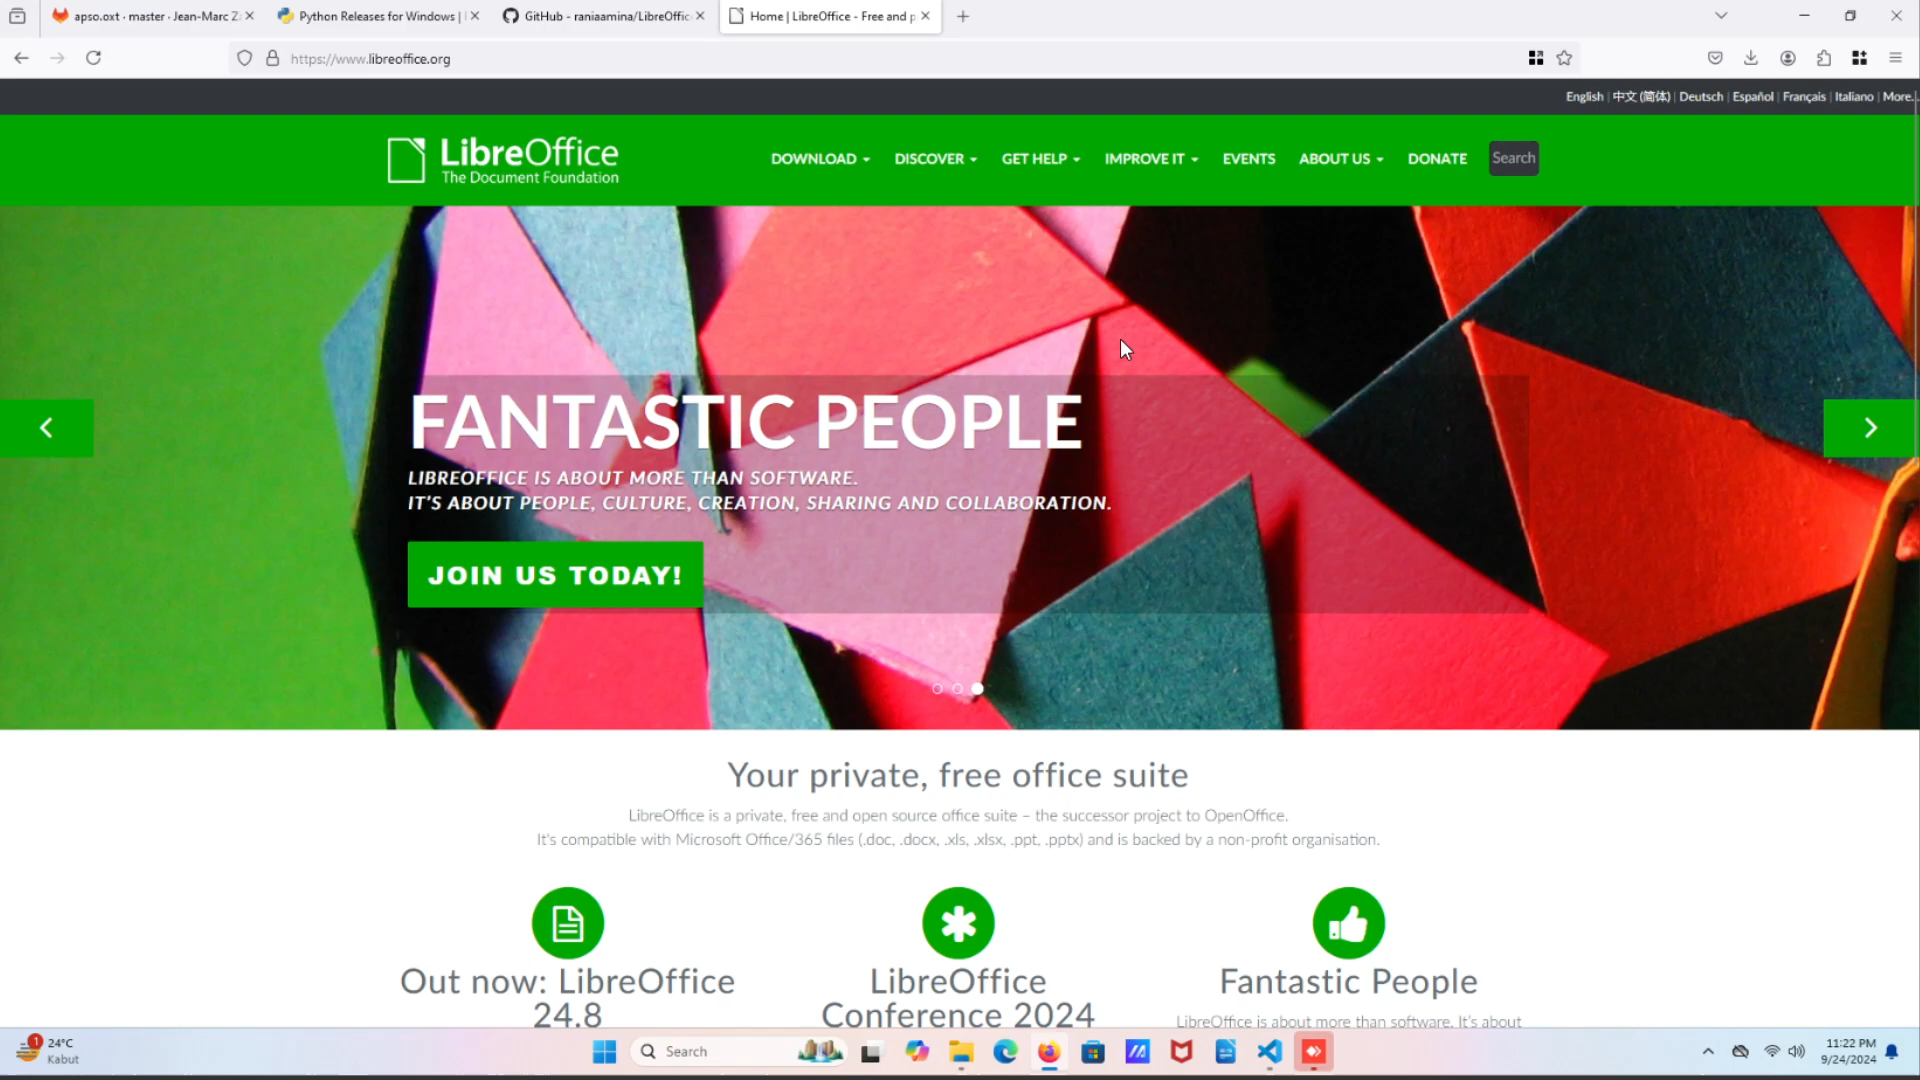 apso.oxt · master · Jean-Marc Z
Python Releases for Windows |
GitHub - raniaamina/LibreOffic
Home | LibreOffice - Free and p
https://www.libreoffice.org
English | 中文 (简体) | Deutsch | Español | Français | Italiano | More...
LibreOffice
The Document Foundation
DOWNLOAD
DISCOVER
GET HELP
IMPROVE IT
EVENTS
ABOUT US
DONATE
Search
FANTASTIC PEOPLE
LIBREOFFICE IS ABOUT MORE THAN SOFTWARE.
IT'S ABOUT PEOPLE, CULTURE, CREATION, SHARING AND COLLABORATION.
JOIN US TODAY!
Your private, free office suite
LibreOffice is a private, free and open source office suite – the successor project to OpenOffice.
It's compatible with Microsoft Office/365 files (.doc, .docx, .xls, .xlsx, .ppt, .pptx) and is backed by a non-profit organisation.
Out now: LibreOffice
24.8
LibreOffice
Conference 2024
Fantastic People
LibreOffice is about more than software. It's about
1
24°C
Kabut
Search
11:22 PM
9/24/2024